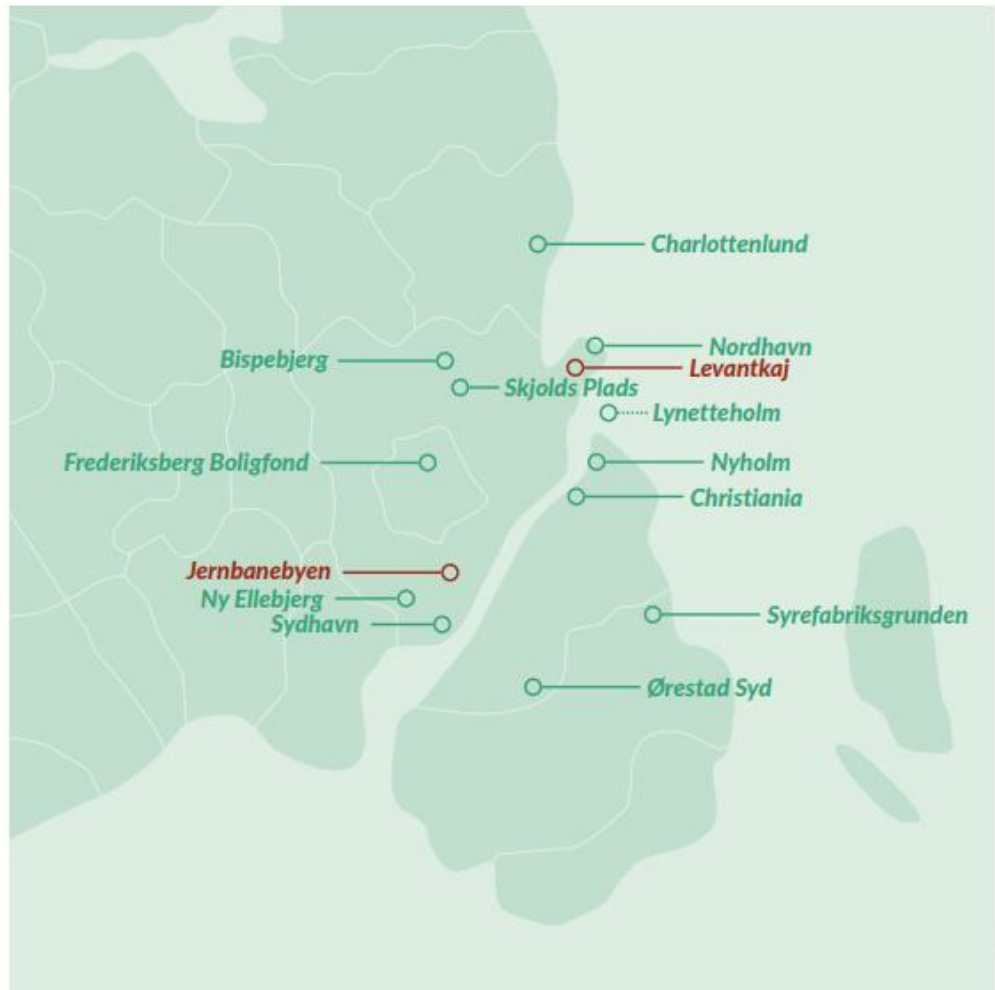 Charlottenlund
Nordhavn
Bispebjerg
Levantkaj
Skjolds Plads
Lynetteholm
Frederiksberg Boligfond
Nyholm
Christiania
Jernbanebyen
Ny Ellebjerg
Syrefabriksgrunden
Sydhavn
Ørestad Syd